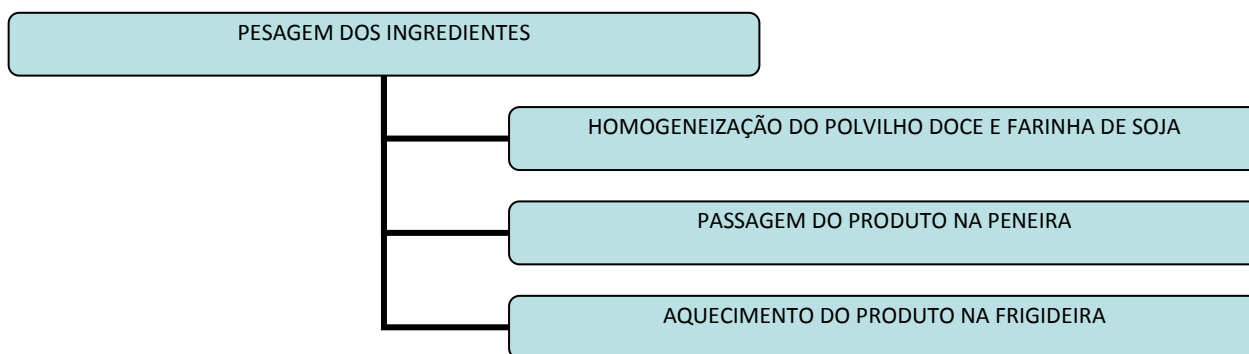 PESAGEM DOS INGREDIENTES
HOMOGENEIZAÇÃO DO POLVILHO DOCE E FARINHA DE SOJA
PASSAGEM DO PRODUTO NA PENEIRA
AQUECIMENTO DO PRODUTO NA FRIGIDEIRA